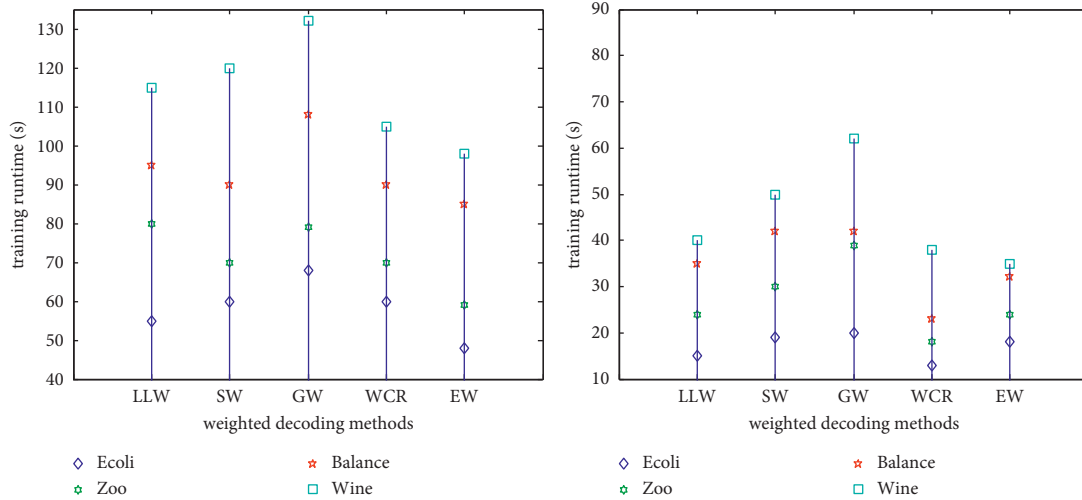 training runtime (s)
130
120
110
100
90
80
70
60
50
40
LLW SW GW WCR EW
weighted decoding methods
Ecoli
Zoo
Balance
Wine
training runtime (s)
90
80
70
60
50
40
30
20
10
LLW SW GW WCR EW
weighted decoding methods
Ecoli
Zoo
Balance
Wine